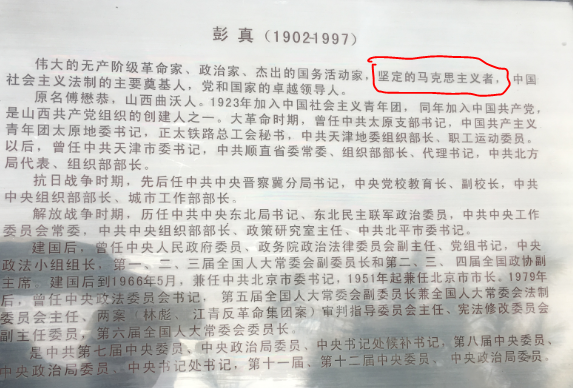 彭真(1902-1997)
伟大的无产阶级革命家、政治家、杰出的国务活动家,坚定的马克思主义者,中国
社会主义法制的主要奠基人,党和国家的卓越领导人。
原名傅懋恭,山西曲沃人。1923年加入中国社会主义青年团,同年加入中国共产党,
是山西共产党组织的创建人之一。大革命时期,曾任中共太原支部书记,中国共产主义
青年团太原地委书记,正太铁路总工会秘书,中共天津地委组织部长、职工运动委员。
以后,曾任中共天津市委书记,中共顺直省委常委、组织部长、代理书记,中共北方
局代表、组织部部长。
抗日战争时期,先后任中共中央晋察冀分局书记,中央党校教育长、副校长,中共
中央组织部部长、城市工作部部长。
解放战争时期,历任中共中央东北局书记、东北民主联军政治委员,中共中央工作
委员会常委,中共中央组织部部长、政策研究室主任、中共北平市委书记。
建国后,曾任中央人民政府委员、政务院政治法律委员会副主任、党组书记,中央
政法小组组长,第一、二、三届全国人大常委会副委员长和第二、三、四届全国政协副
主席 建国后到1966年5月,兼任中共北京市委书记,1951年起兼任北京市市长。1979年
后,曾任中央政法委员会书记,第五届全国人大常委会副委员长兼全国人大常委会法制
委员会主任、两案(林彪、江青反革命集团案)审判指导委员会主任、宪法修改委员会
副主任委员,第六届全国人大常委会委员长。
是中共第七届中央委员、中央政治局委员、中央书记处候补书记,第八届中央委员、
中央政治局委员、中央书记处书记,第十一届、第十二届中央委员、中央政治局委员。